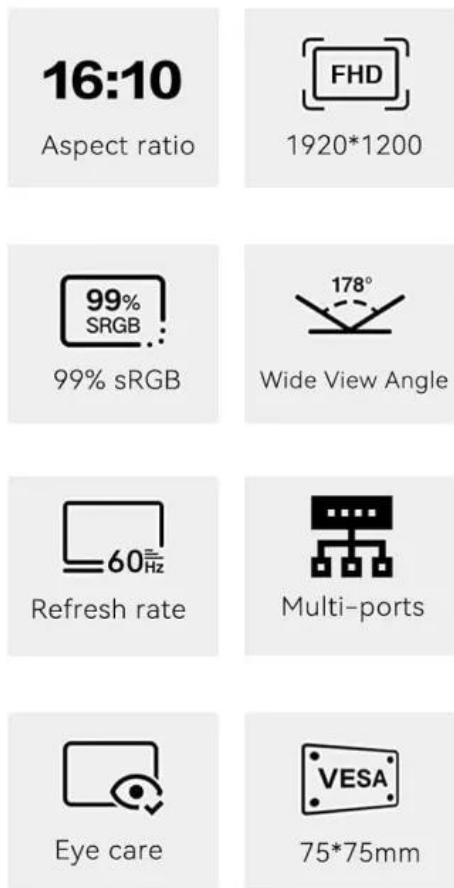 16:10
Aspect ratio
FHD
1920*1200
99%
SRGB
99% sRGB
178°
Wide View Angle
60Hz
Refresh rate
Multi-ports
Eye care
VESA
75*75mm